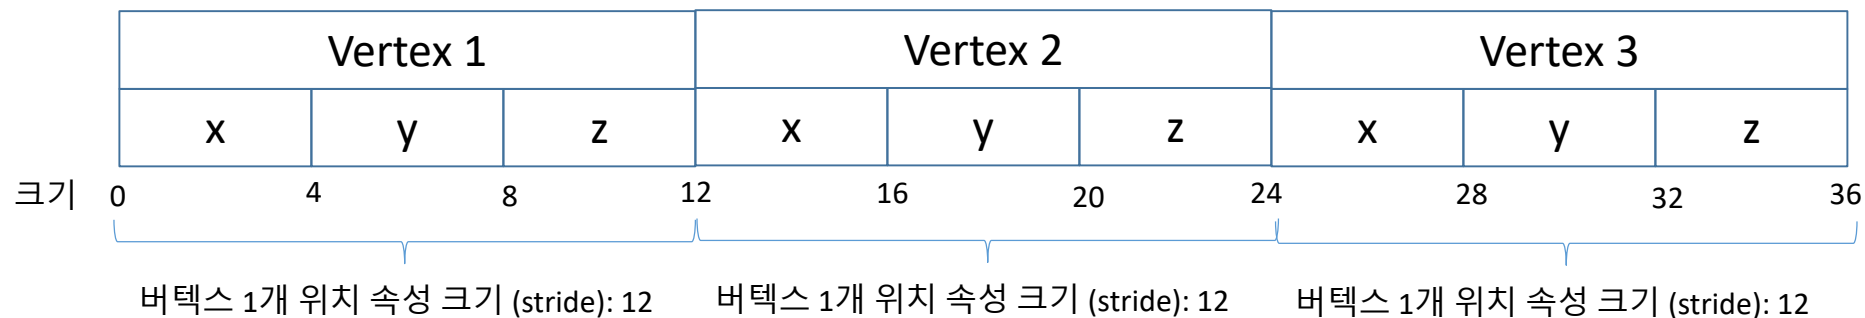 Vertex 1 Vertex 2 Vertex 3
x y z x y z x y z
크기 0 4 8 12 16 20 24 28 32 36
버텍스 1개 위치 속성 크기 (stride): 12 버텍스 1개 위치 속성 크기 (stride): 12 버텍스 1개 위치 속성 크기 (stride): 12